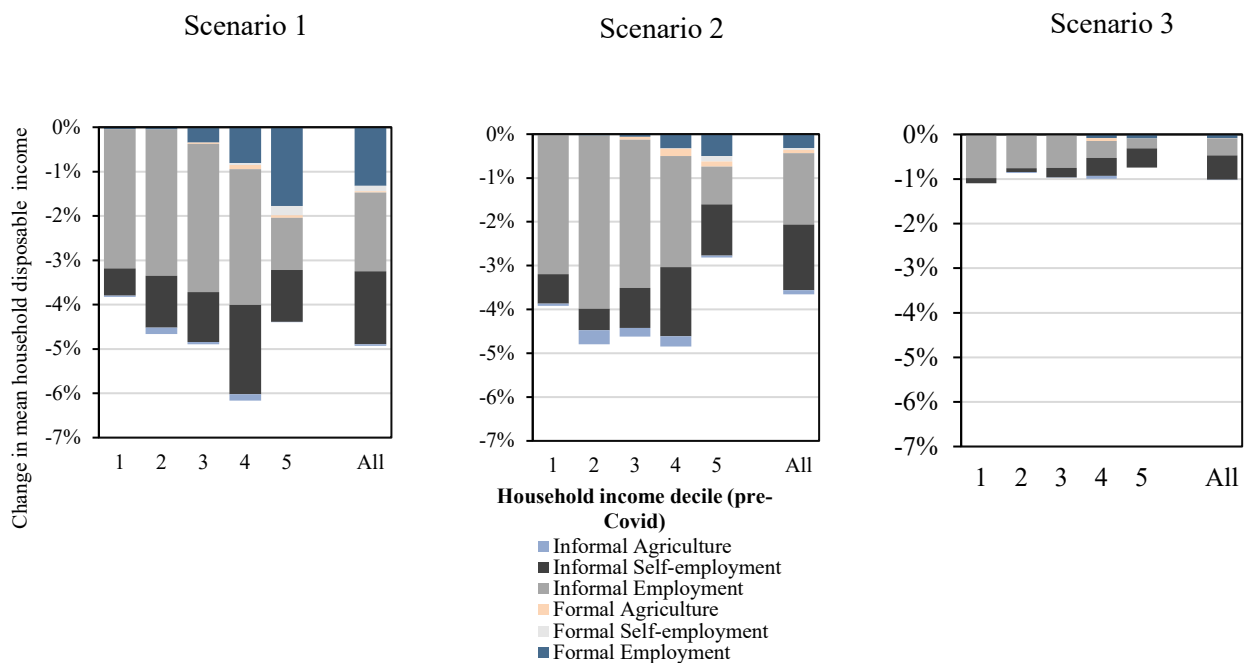 Scenario 1
Scenario 2
Scenario 3
Change in mean household disposable income
0%
-1%
-2%
-3%
-4%
-5%
-6%
-7%
1 2 3 4 5 All
0%
-1%
-2%
-3%
-4%
-5%
-6%
-7%
1 2 3 4 5 All
Household income decile (pre-
Covid)
Informal Agriculture
Informal Self-employment
Informal Employment
Formal Agriculture
Formal Self-employment
Formal Employment
0%
-1%
-2%
-3%
-4%
-5%
-6%
-7%
1 2 3 4 5 All